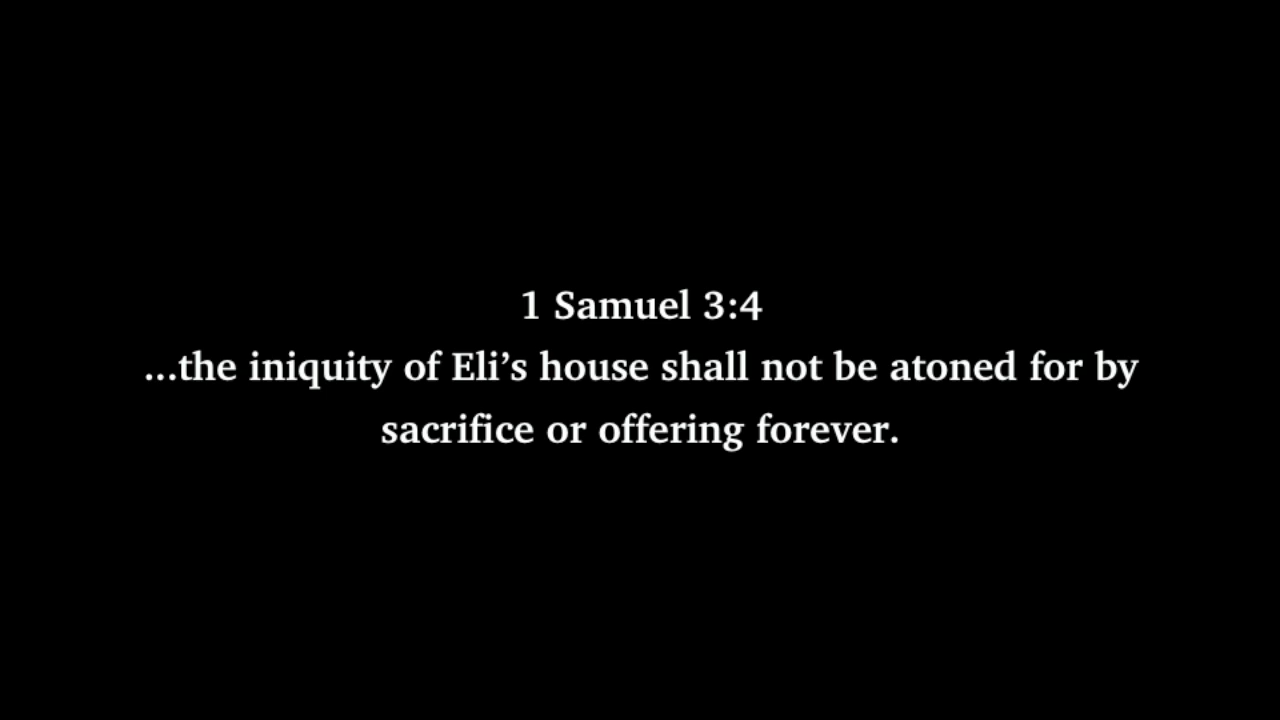 1 Samuel 3:4
...the iniquity of Eli’s house shall not be atoned for by
sacrifice or offering forever.